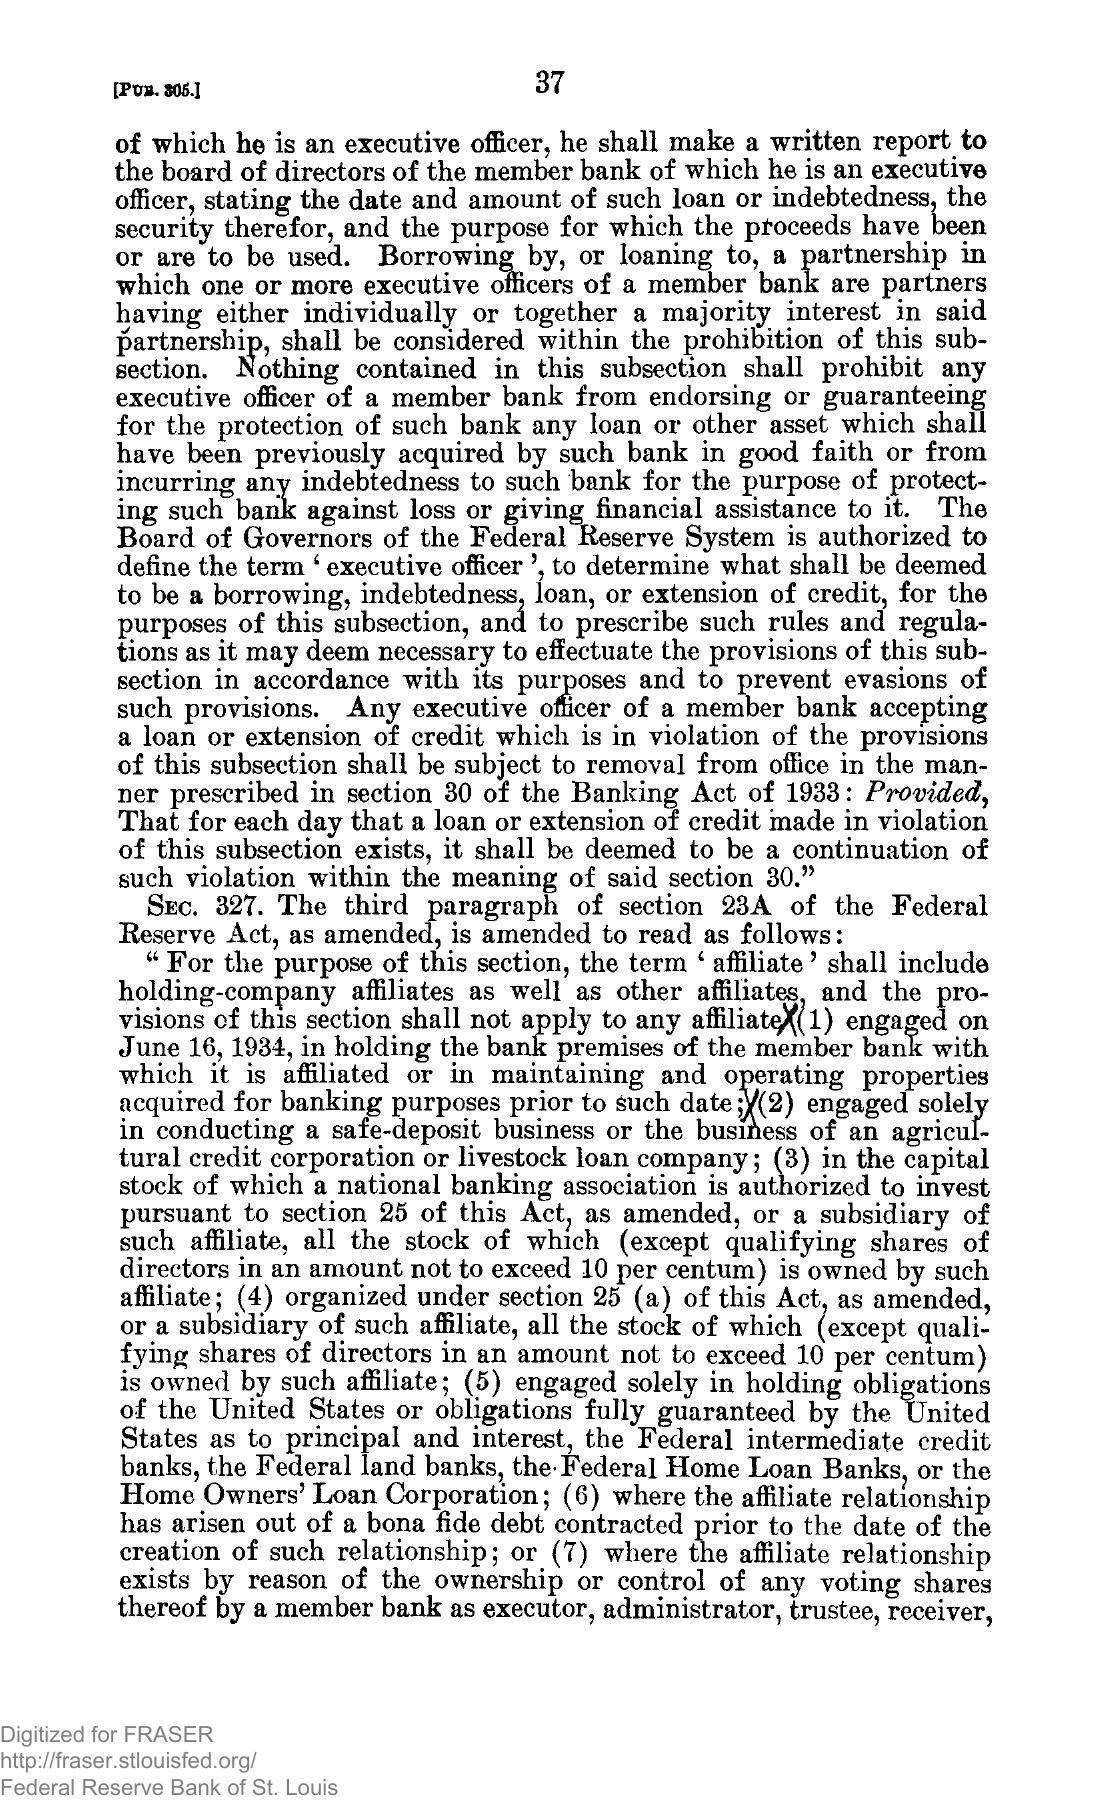 [PUB. 305.]
37
of which he is an executive officer, he shall make a written report to
the board of directors of the member bank of which he is an executive
officer, stating the date and amount of such loan or indebtedness, the
security therefor, and the purpose for which the proceeds have been
or are to be used. Borrowing by, or loaning to, a partnership in
which one or more executive officers of a member bank are partners
having either individually or together a majority interest in said
partnership, shall be considered within the prohibition of this sub-
section. Nothing contained in this subsection shall prohibit any
executive officer of a member bank from endorsing or guaranteeing
for the protection of such bank any loan or other asset which shall
have been previously acquired by such bank in good faith or from
incurring any indebtedness to such bank for the purpose of protect-
ing such bank against loss or giving financial assistance to it. The
Board of Governors of the Federal Reserve System is authorized to
define the term ‘ executive officer ’, to determine what shall be deemed
to be a borrowing, indebtedness, loan, or extension of credit, for the
purposes of this subsection, and to prescribe such rules and regula-
tions as it may deem necessary to effectuate the provisions of this sub-
section in accordance with its purposes and to prevent evasions of
such provisions. Any executive officer of a member bank accepting
a loan or extension of credit which is in violation of the provisions
of this subsection shall be subject to removal from office in the man-
ner prescribed in section 30 of the Banking Act of 1933: Provided,
That for each day that a loan or extension of credit made in violation
of this subsection exists, it shall be deemed to be a continuation of
such violation within the meaning of said section 30.”
SEC. 327. The third paragraph of section 23A of the Federal
Reserve Act, as amended, is amended to read as follows:
“ For the purpose of this section, the term ‘ affiliate ’ shall include
holding-company affiliates as well as other affiliates, and the pro-
visions of this section shall not apply to any affiliate (1) engaged on
June 16, 1934, in holding the bank premises of the member bank with
which it is affiliated or in maintaining and operating properties
acquired for banking purposes prior to such date; (2) engaged solely
in conducting a safe-deposit business or the business of an agricul-
tural credit corporation or livestock loan company; (3) in the capital
stock of which a national banking association is authorized to invest
pursuant to section 25 of this Act, as amended, or a subsidiary of
such affiliate, all the stock of which (except qualifying shares of
directors in an amount not to exceed 10 per centum) is owned by such
affiliate; (4) organized under section 25 (a) of this Act, as amended,
or a subsidiary of such affiliate, all the stock of which (except quali-
fying shares of directors in an amount not to exceed 10 per centum)
is owned by such affiliate; (5) engaged solely in holding obligations
of the United States or obligations fully guaranteed by the United
States as to principal and interest, the Federal intermediate credit
banks, the Federal land banks, the Federal Home Loan Banks, or the
Home Owners’ Loan Corporation; (6) where the affiliate relationship
has arisen out of a bona fide debt contracted prior to the date of the
creation of such relationship; or (7) where the affiliate relationship
exists by reason of the ownership or control of any voting shares
thereof by a member bank as executor, administrator, trustee, receiver,
Digitized for FRASER
http://fraser.stlouisfed.org/
Federal Reserve Bank of St. Louis